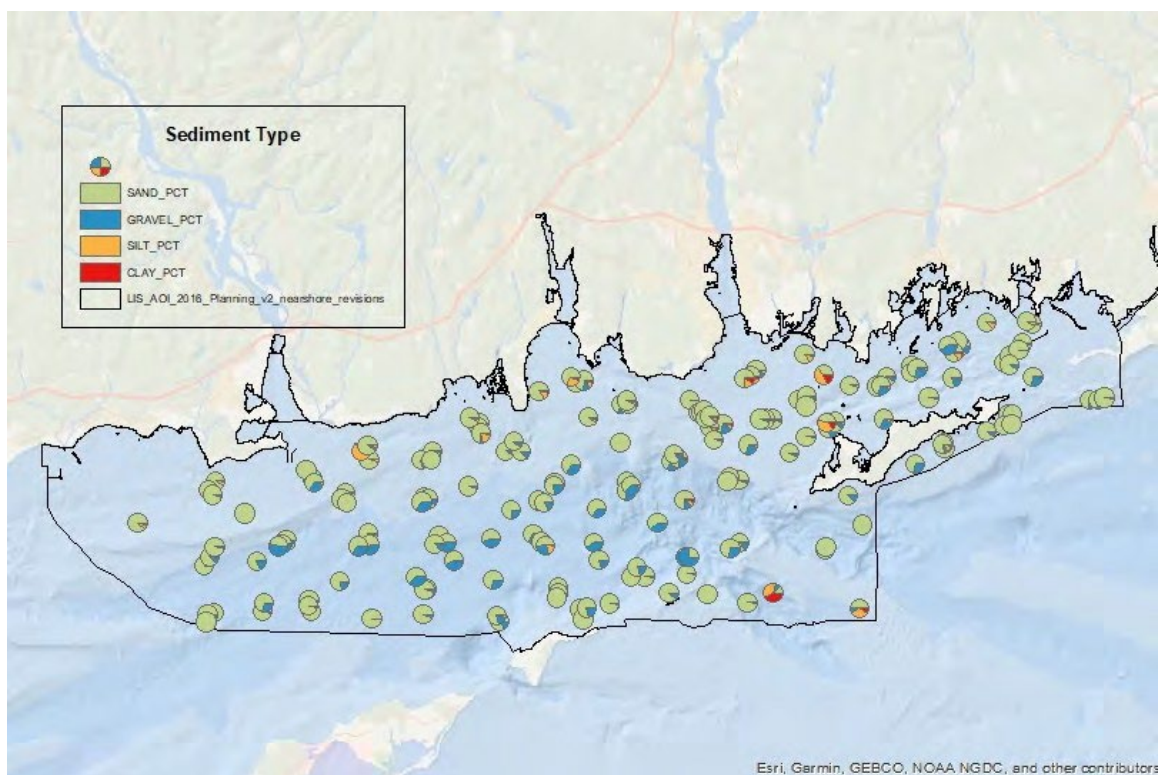 Sediment Type
SAND_PCT
GRAVEL_PCT
SILT_PCT
CLAY_PCT
LIS_AOI_2016_Planning_v2_nearshore_revisions
Esri, Garmin, GEBCO, NOAA NGDC, and other contributors